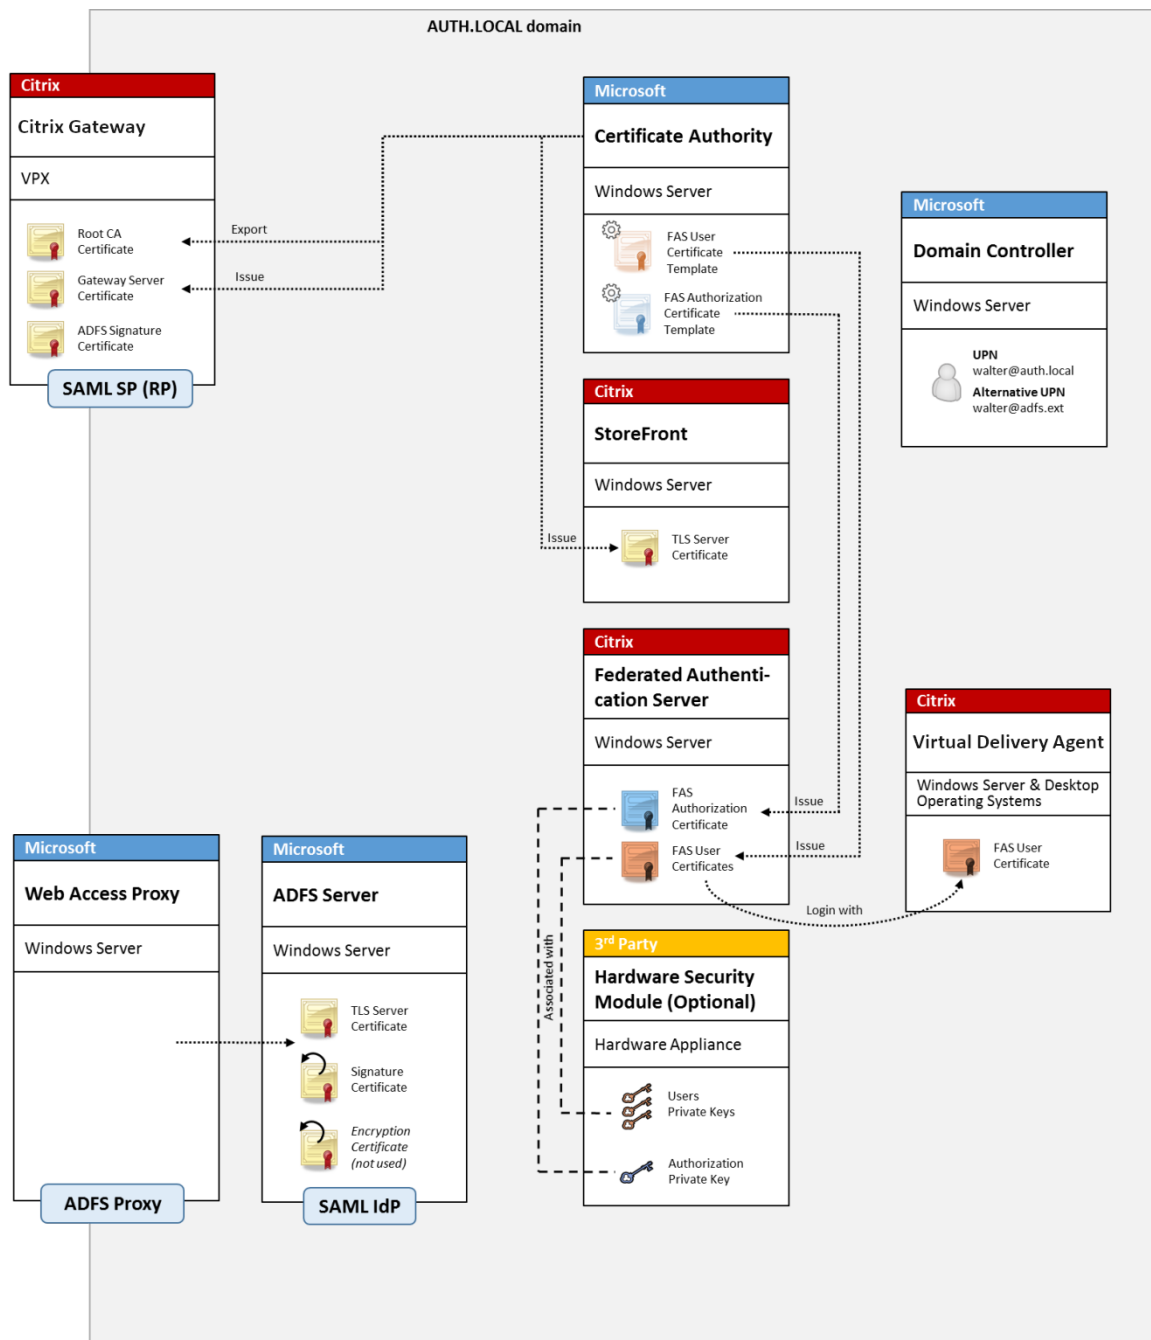 AUTH.LOCAL domain
Citrix
Citrix Gateway
VPX
Root CA
Certificate
Gateway Server
Certificate
ADFS Signature
Certificate
SAML SP (RP)
Export
Issue
Microsoft
Certificate Authority
Windows Server
FAS User
Certificate
Template
FAS Authorization
Certificate
Template
Microsoft
Domain Controller
Windows Server
UPN
walter@auth.local
Alternative UPN
walter@adfs.ext
Citrix
StoreFront
Windows Server
Issue
TLS Server
Certificate
Citrix
Federated Authenti-
cation Server
Windows Server
FAS
Authorization
Certificate
FAS User
Certificates
Issue
Issue
Login with
Citrix
Virtual Delivery Agent
Windows Server & Desktop
Operating Systems
FAS User
Certificate
Microsoft
Web Access Proxy
Windows Server
ADFS Proxy
Microsoft
ADFS Server
Windows Server
TLS Server
Certificate
Signature
Certificate
Encryption
Certificate
(not used)
SAML IdP
Associated with
3rd Party
Hardware Security
Module (Optional)
Hardware Appliance
Users
Private Keys
Authorization
Private Key